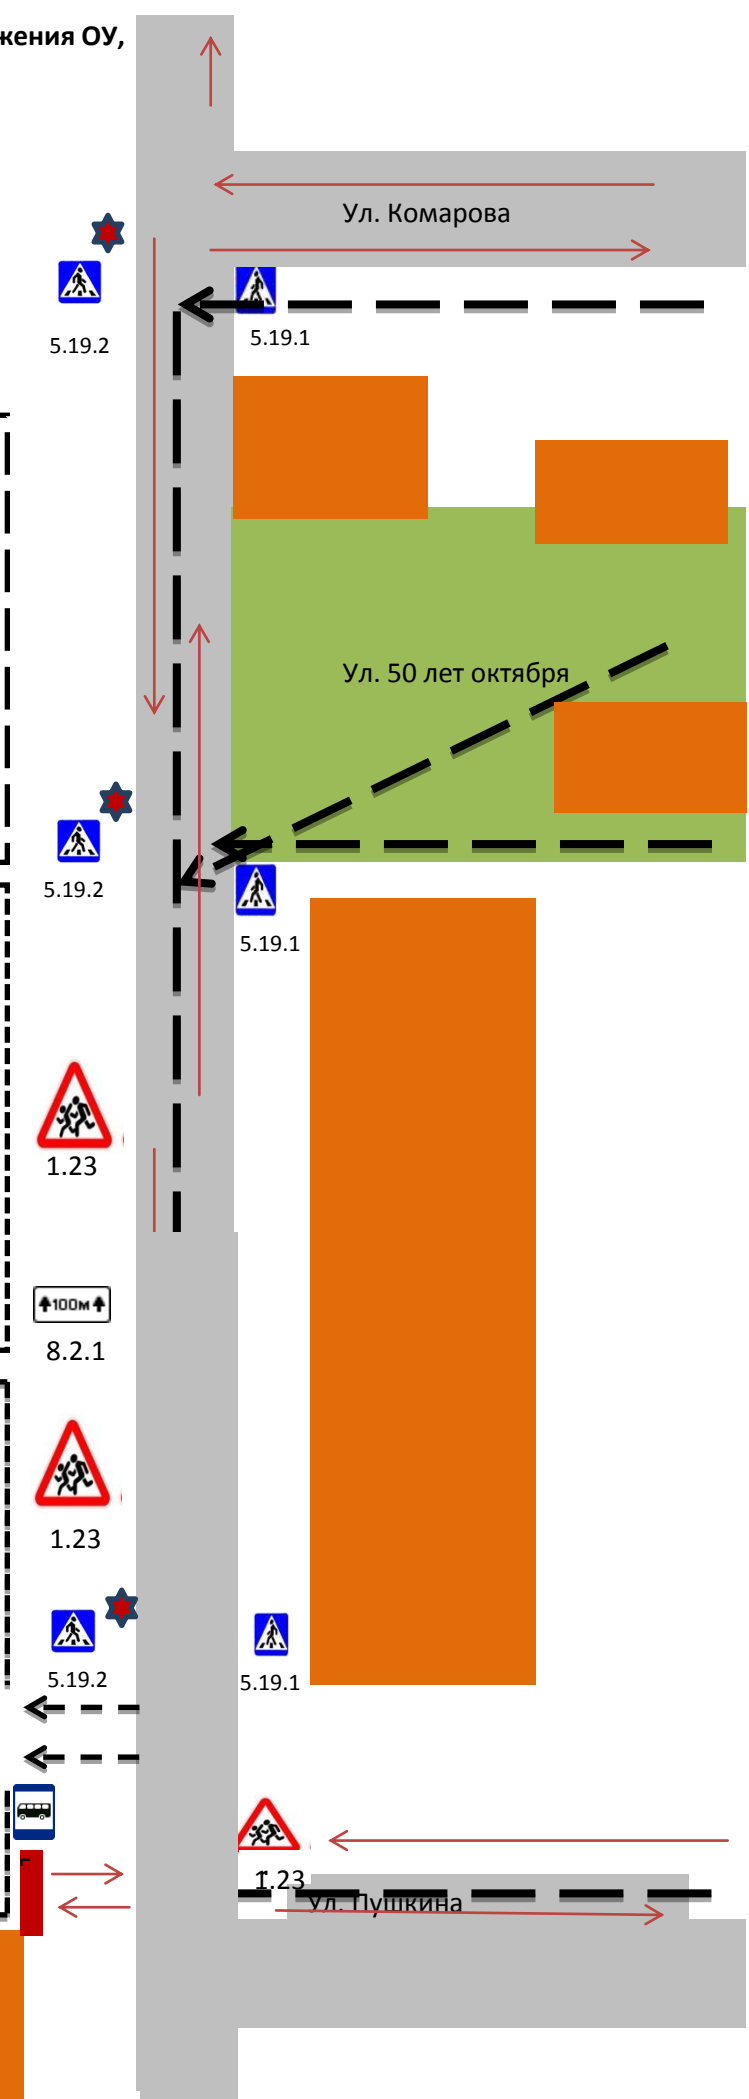 жения ОУ,
Ул. Комарова
5.19.2
5.19.1
Ул. 50 лет октября
5.19.2
5.19.1
1.23
100м
8.2.1
1.23
5.19.2
5.19.1
1.23
Ул. Пушкина